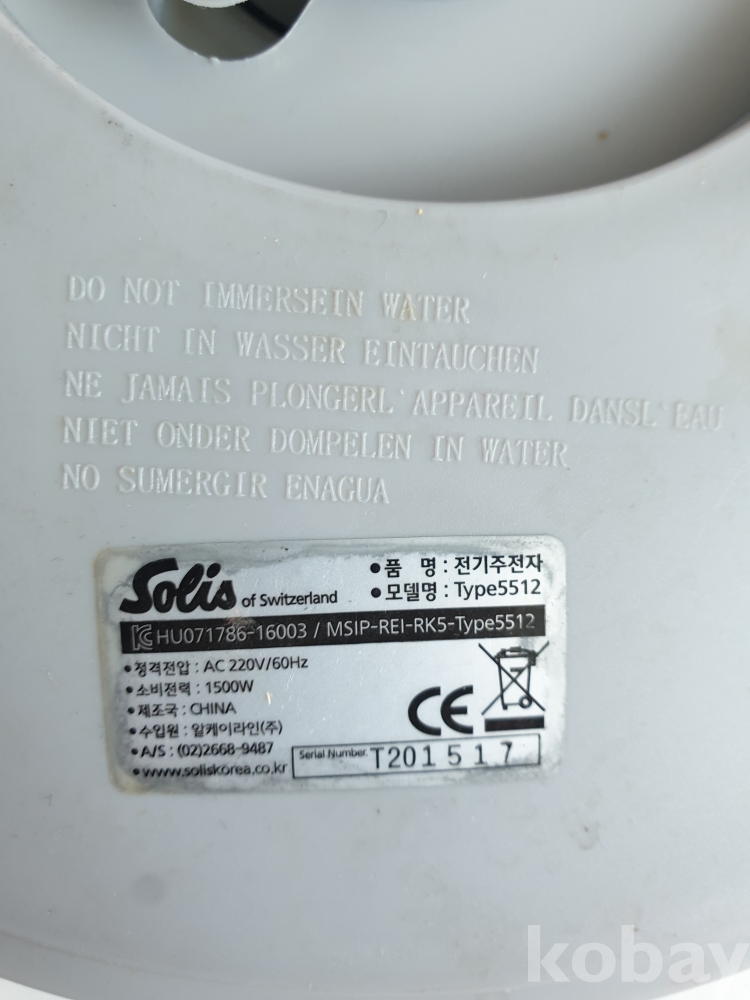 DO NOT IMMERSEIN WATER
NICHT IN WASSER EINTAUCHEN
NE JAMAIS PLONGERL'APPAREIL DANSL'EAU
NIET ONDER DOMPELEN IN WATER
NO SUMERGIR ENAGUA
Solis of Switzerland
•품 명 : 전기주전자
•모델명 : Type5512
HU071786-16003 / MSIP-REI-RK5-Type5512
•정격전압 : AC 220V/60Hz
•소비전력 : 1500W
•제조국 : CHINA
•수입원 : 알케이라인(주)
•A/S : (02)2668-9487
•www.soliskorea.co.kr
CE
Serial Number. T201517
kobay